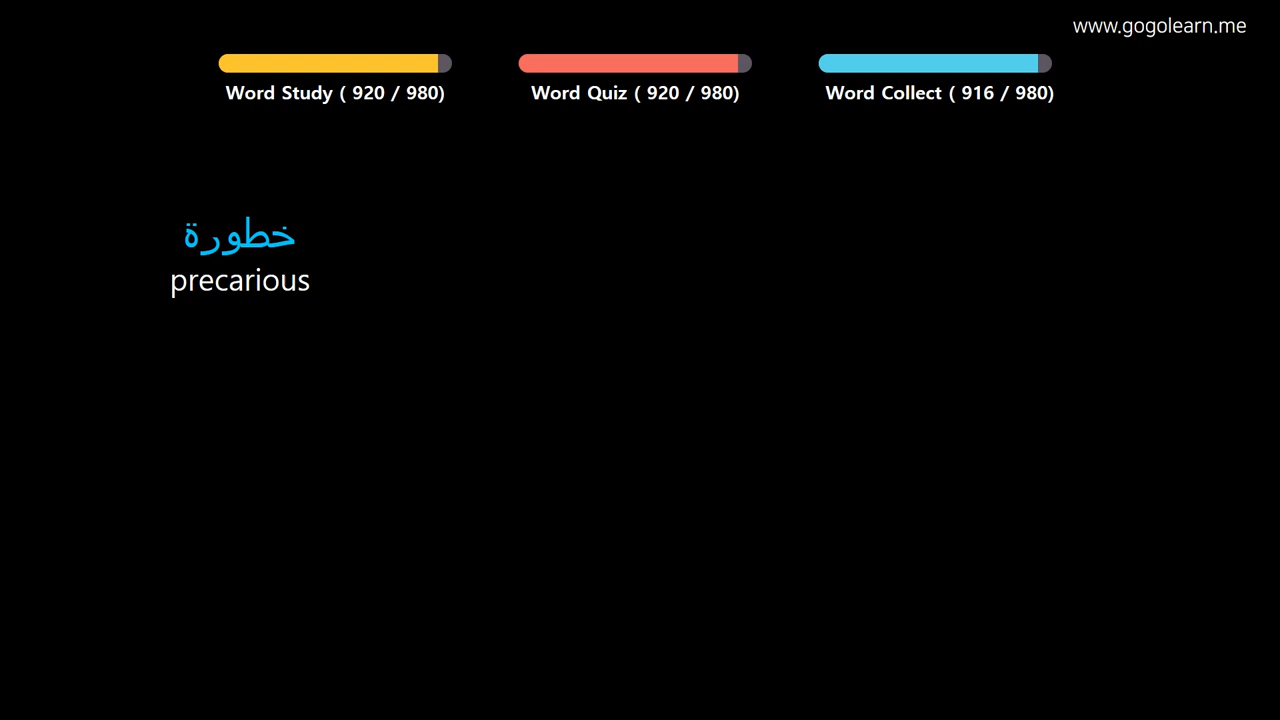 www.gogolearn.me
Word Study ( 920 / 980)
Word Quiz ( 920 / 980)
Word Collect ( 916 / 980)
خطورة
precarious